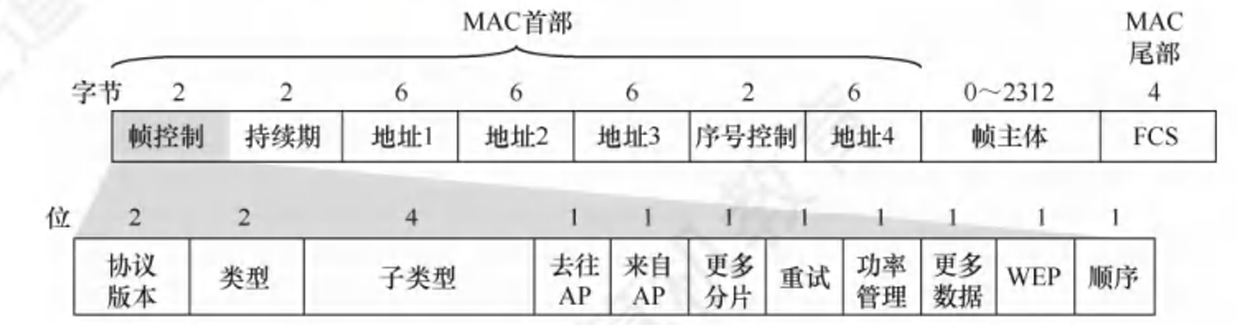 MAC首部
MAC
尾部
字节 2 2 6 6 6 2 6 0～2312 4
帧控制 持续期 地址1 地址2 地址3 序号控制 地址4 帧主体 FCS
位 2 2 4 1 1 1 1 1 1 1 1
协议
版本
类型
子类型
去往
AP
来自
AP
更多
分片
重试
功率
管理
更多
数据
WEP
顺序